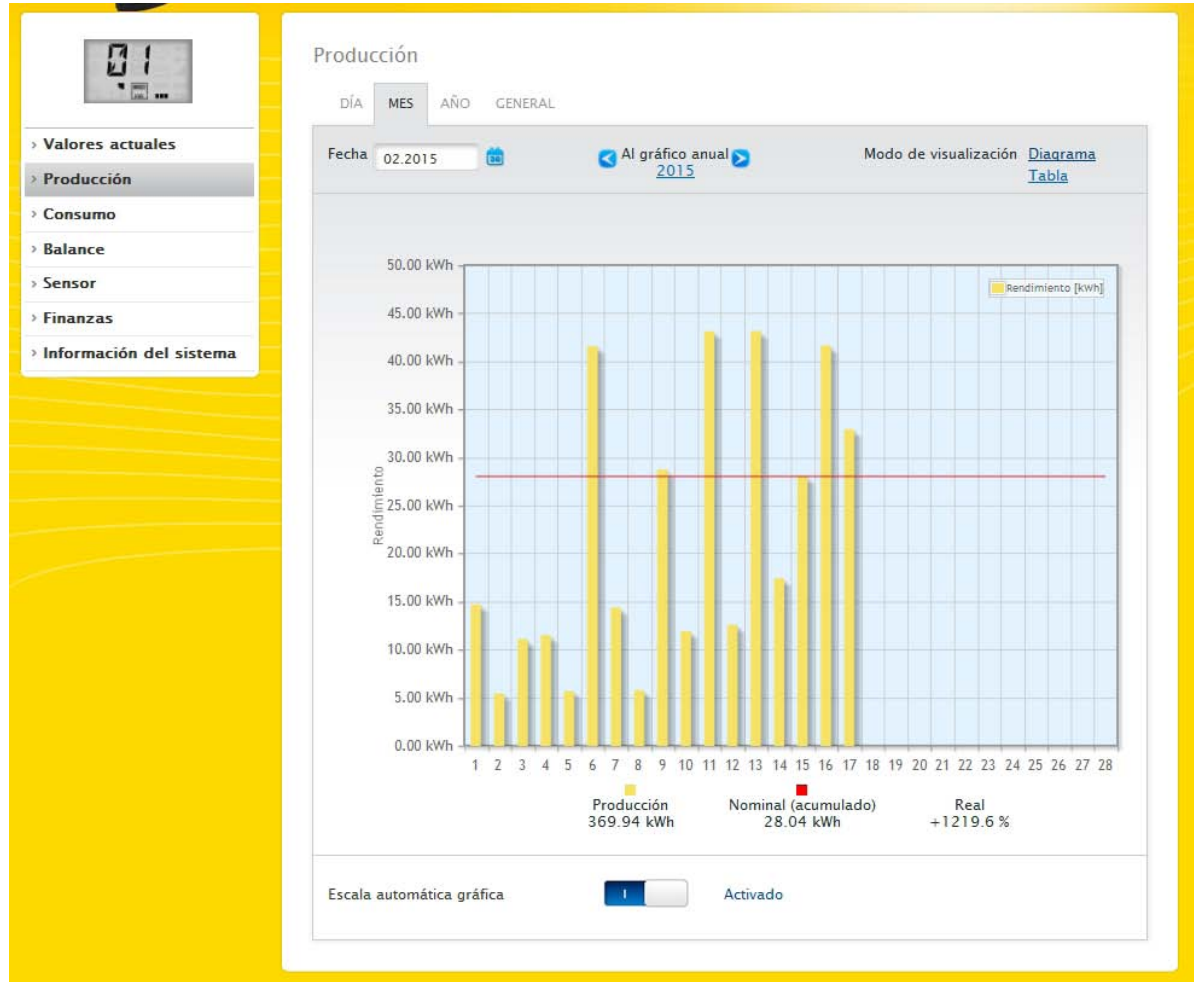 01
Valores actuales
Producción
Consumo
Balance
Sensor
Finanzas
Información del sistema
Producción
DÍA MES AÑO GENERAL
Fecha 02.2015 Al gráfico anual Modo de visualización Diagrama
2015 Tabla
50.00 kWh
Rendimiento [kWh]
45.00 kWh
40.00 kWh
35.00 kWh
30.00 kWh
Rendimiento
25.00 kWh
20.00 kWh
15.00 kWh
10.00 kWh
5.00 kWh
0.00 kWh
1 2 3 4 5 6 7 8 9 10 11 12 13 14 15 16 17 18 19 20 21 22 23 24 25 26 27 28
Producción Nominal (acumulado) Real
369.94 kWh 28.04 kWh +1219.6 %
Escala automática gráfica I Activado